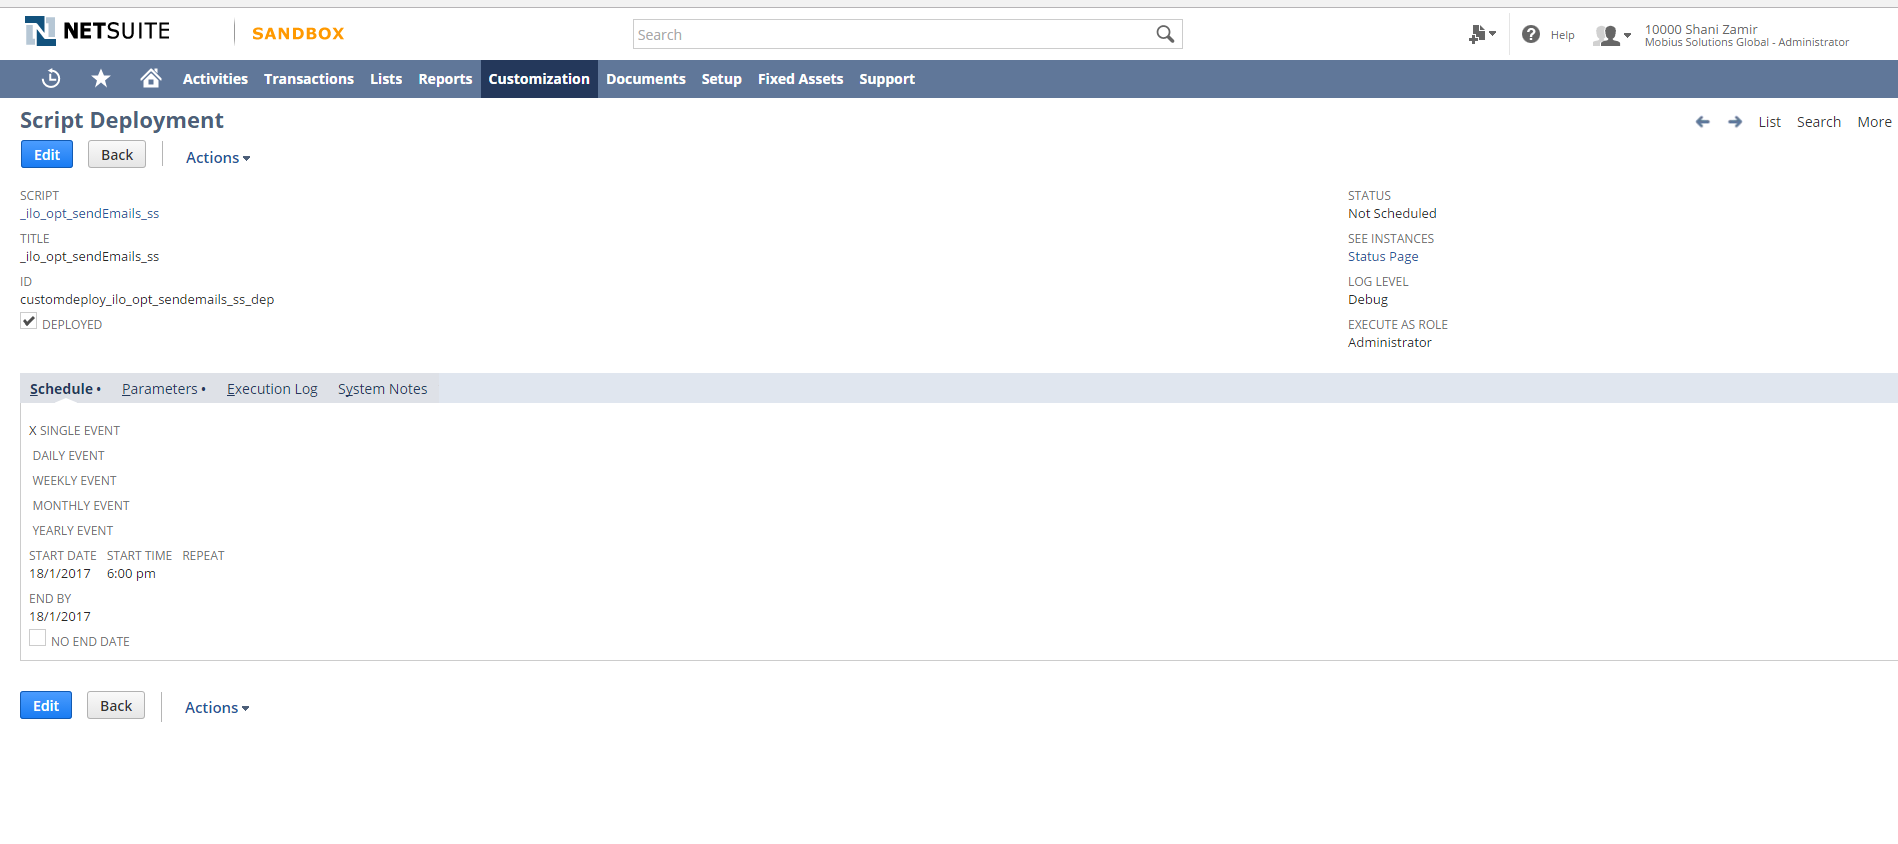 NETSUITE
SANDBOX
Search
Help
10000 Shani Zamir
Mobius Solutions Global - Administrator
Activities Transactions Lists Reports Customization Documents Setup Fixed Assets Support
Script Deployment
List Search More
Edit Back Actions
SCRIPT
_ilo_opt_sendEmails_ss
TITLE
_ilo_opt_sendEmails_ss
ID
customdeploy_ilo_opt_sendemails_ss_dep
DEPLOYED
STATUS
Not Scheduled
SEE INSTANCES
Status Page
LOG LEVEL
Debug
EXECUTE AS ROLE
Administrator
Schedule • Parameters • Execution Log System Notes
X SINGLE EVENT
DAILY EVENT
WEEKLY EVENT
MONTHLY EVENT
YEARLY EVENT
START DATE START TIME REPEAT
18/1/2017 6:00 pm
END BY
18/1/2017
NO END DATE
Edit Back Actions